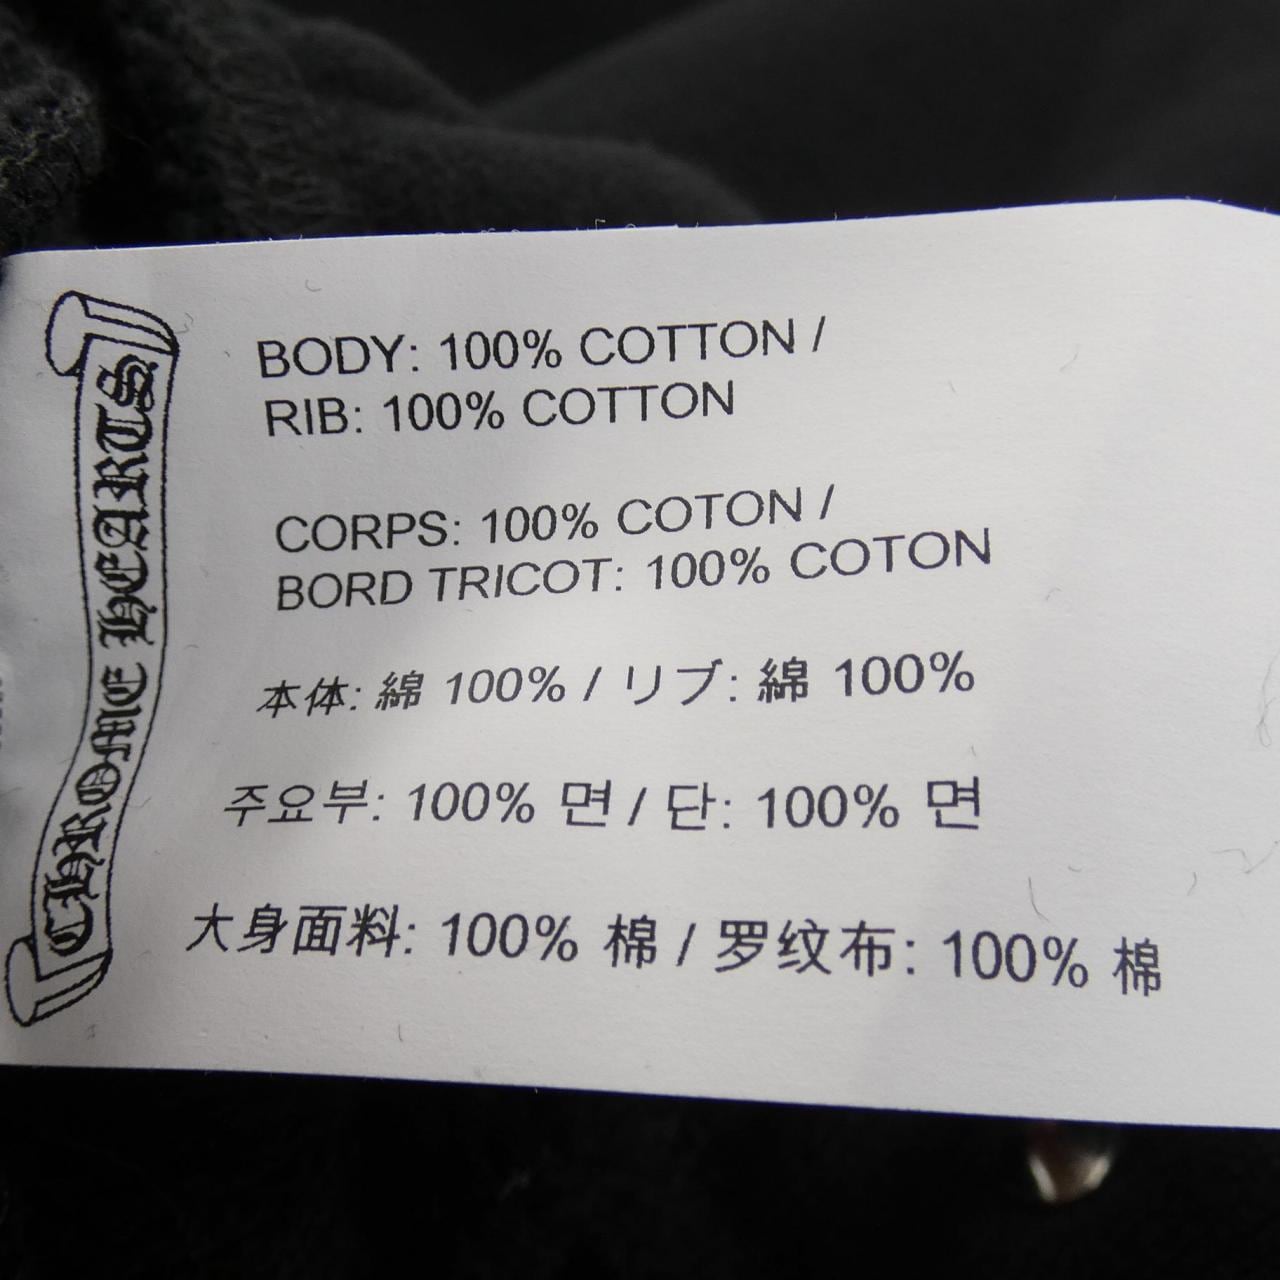 CHROME HEARTS
BODY: 100% COTTON /
RIB: 100% COTTON
CORPS: 100% COTON /
BORD TRICOT: 100% COTON
本体: 綿 100% / リブ: 綿 100%
주요부: 100% 면 / 단: 100% 면
大身面料: 100% 棉 / 罗纹布: 100% 棉